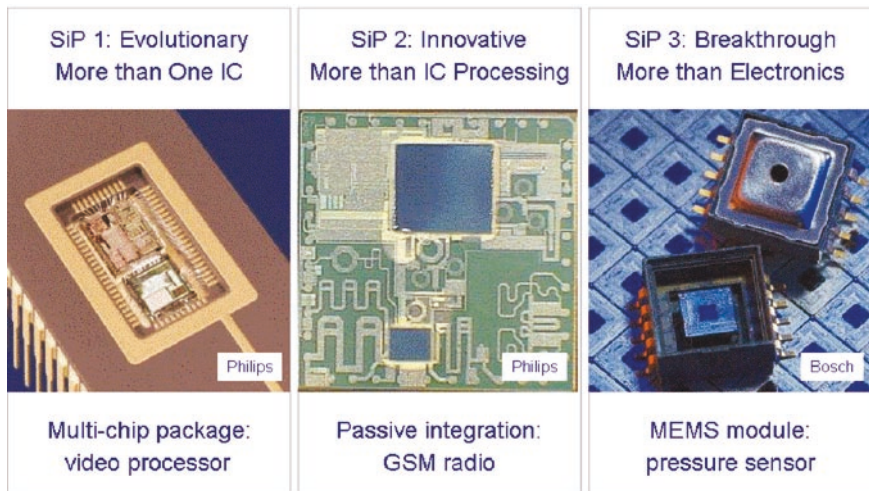 SiP 1: Evolutionary
More than One IC
Philips
Multi-chip package:
video processor
SiP 2: Innovative
More than IC Processing
Philips
Passive integration:
GSM radio
SiP 3: Breakthrough
More than Electronics
Bosch
MEMS module:
pressure sensor